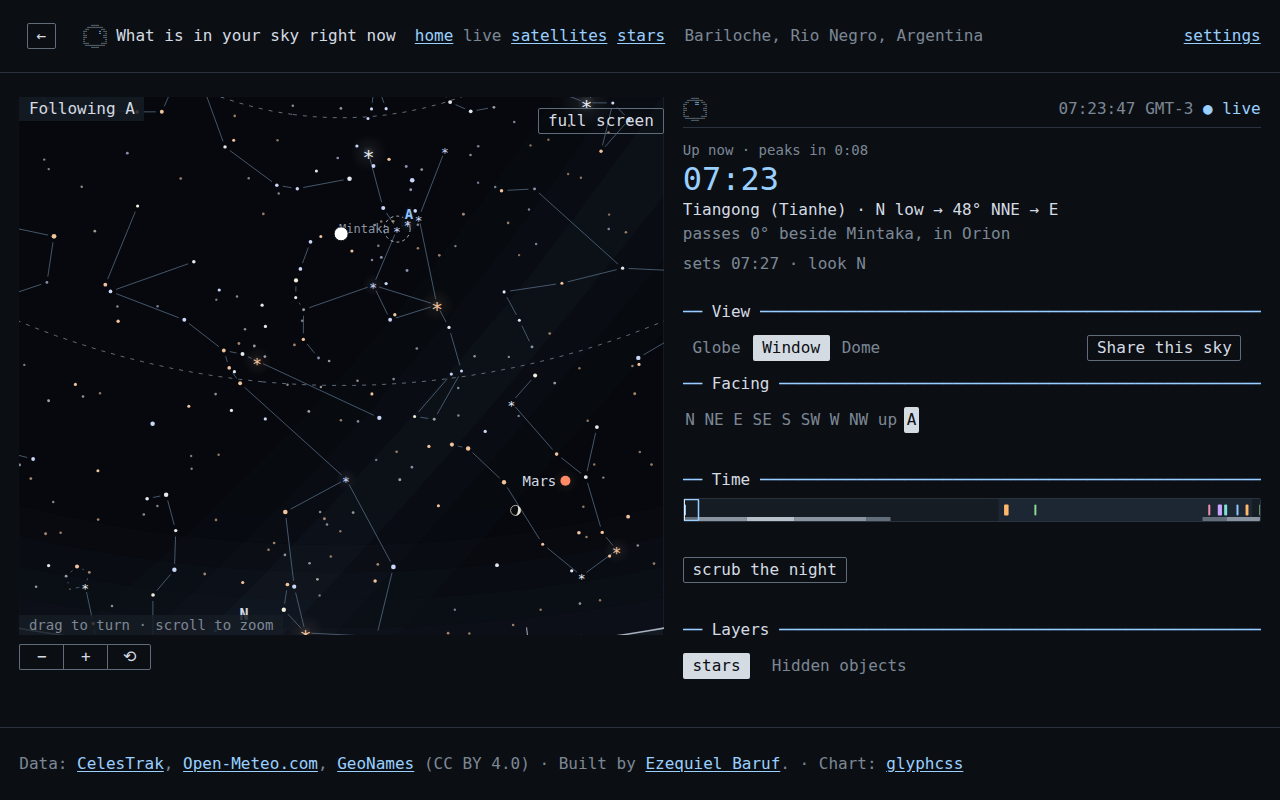 ← What is in your sky right now home live satellites stars Bariloche, Rio Negro, Argentina settings
Following A
full screen
A
Mintaka
Mars
N
drag to turn · scroll to zoom
− + ⟲
07:23:47 GMT-3 ● live
Up now · peaks in 0:08
07:23
Tiangong (Tianhe) · N low → 48° NNE → E
passes 0° beside Mintaka, in Orion
sets 07:27 · look N
View
Globe Window Dome Share this sky
Facing
N NE E SE S SW W NW up A
Time
scrub the night
Layers
stars Hidden objects
Data: CelesTrak, Open-Meteo.com, GeoNames (CC BY 4.0) · Built by Ezequiel Baruf. · Chart: glyphcss